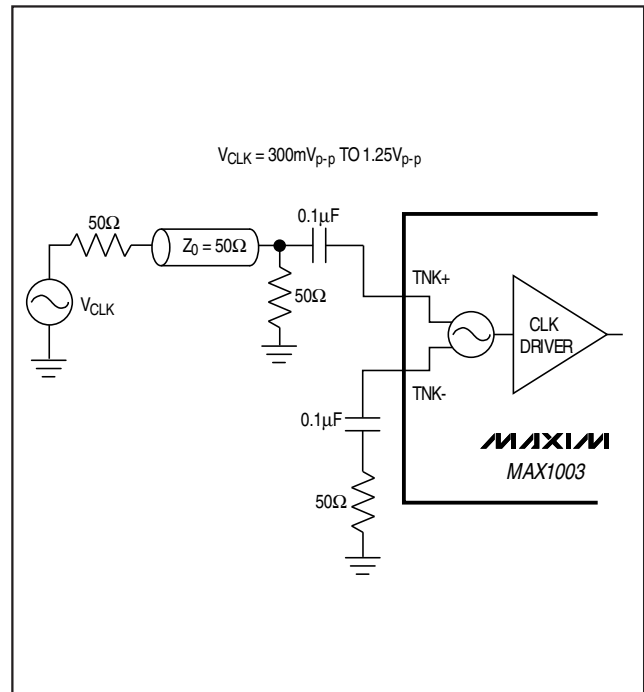 V_CLK = 300mV_p-p TO 1.25V_p-p
0.1µF
50Ω
Z_0 = 50Ω
TNK+
50Ω
V_CLK
CLK
DRIVER
TNK-
0.1µF
MAXIM
MAX1003
50Ω